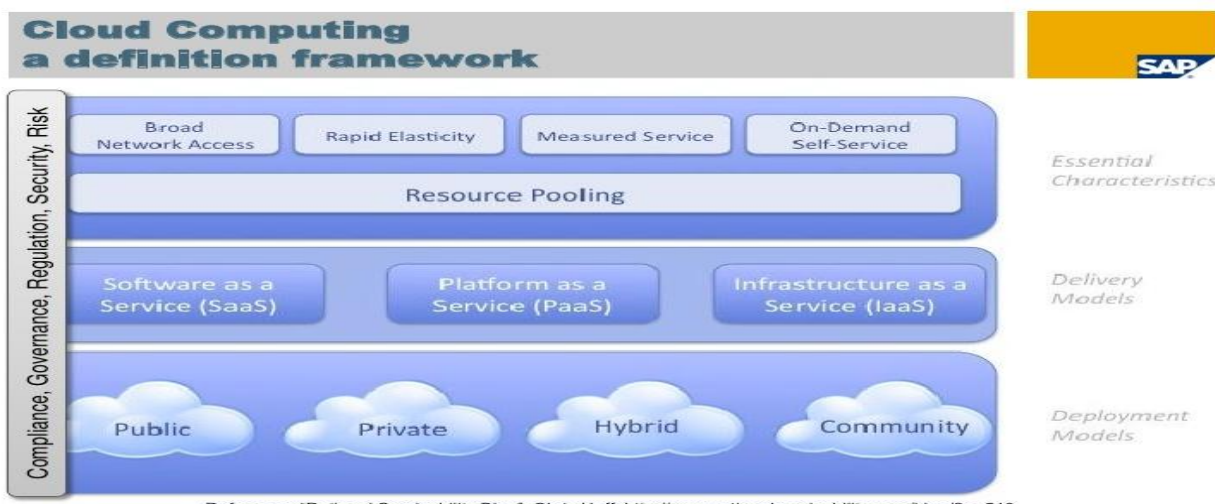 Cloud Computing
a definition framework
SAP
Compliance, Governance, Regulation, Security, Risk
Broad
Network Access
Rapid Elasticity
Measured Service
On-Demand
Self-Service
Resource Pooling
Essential
Characteristics
Software as a
Service (SaaS)
Platform as a
Service (PaaS)
Infrastructure as a
Service (IaaS)
Delivery
Models
Public
Private
Hybrid
Community
Deployment
Models